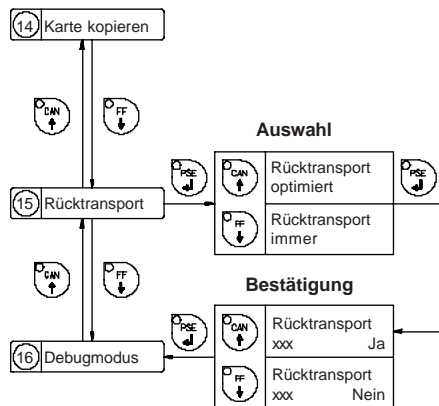 14 Karte kopieren
CAN FF
Auswahl
PSE CAN Rücktransport PSE
optimiert
15 Rücktransport
FF Rücktransport
immer
CAN FF
Bestätigung
PSE CAN Rücktransport
xxx Ja
16 Debugmodus
FF Rücktransport
xxx Nein